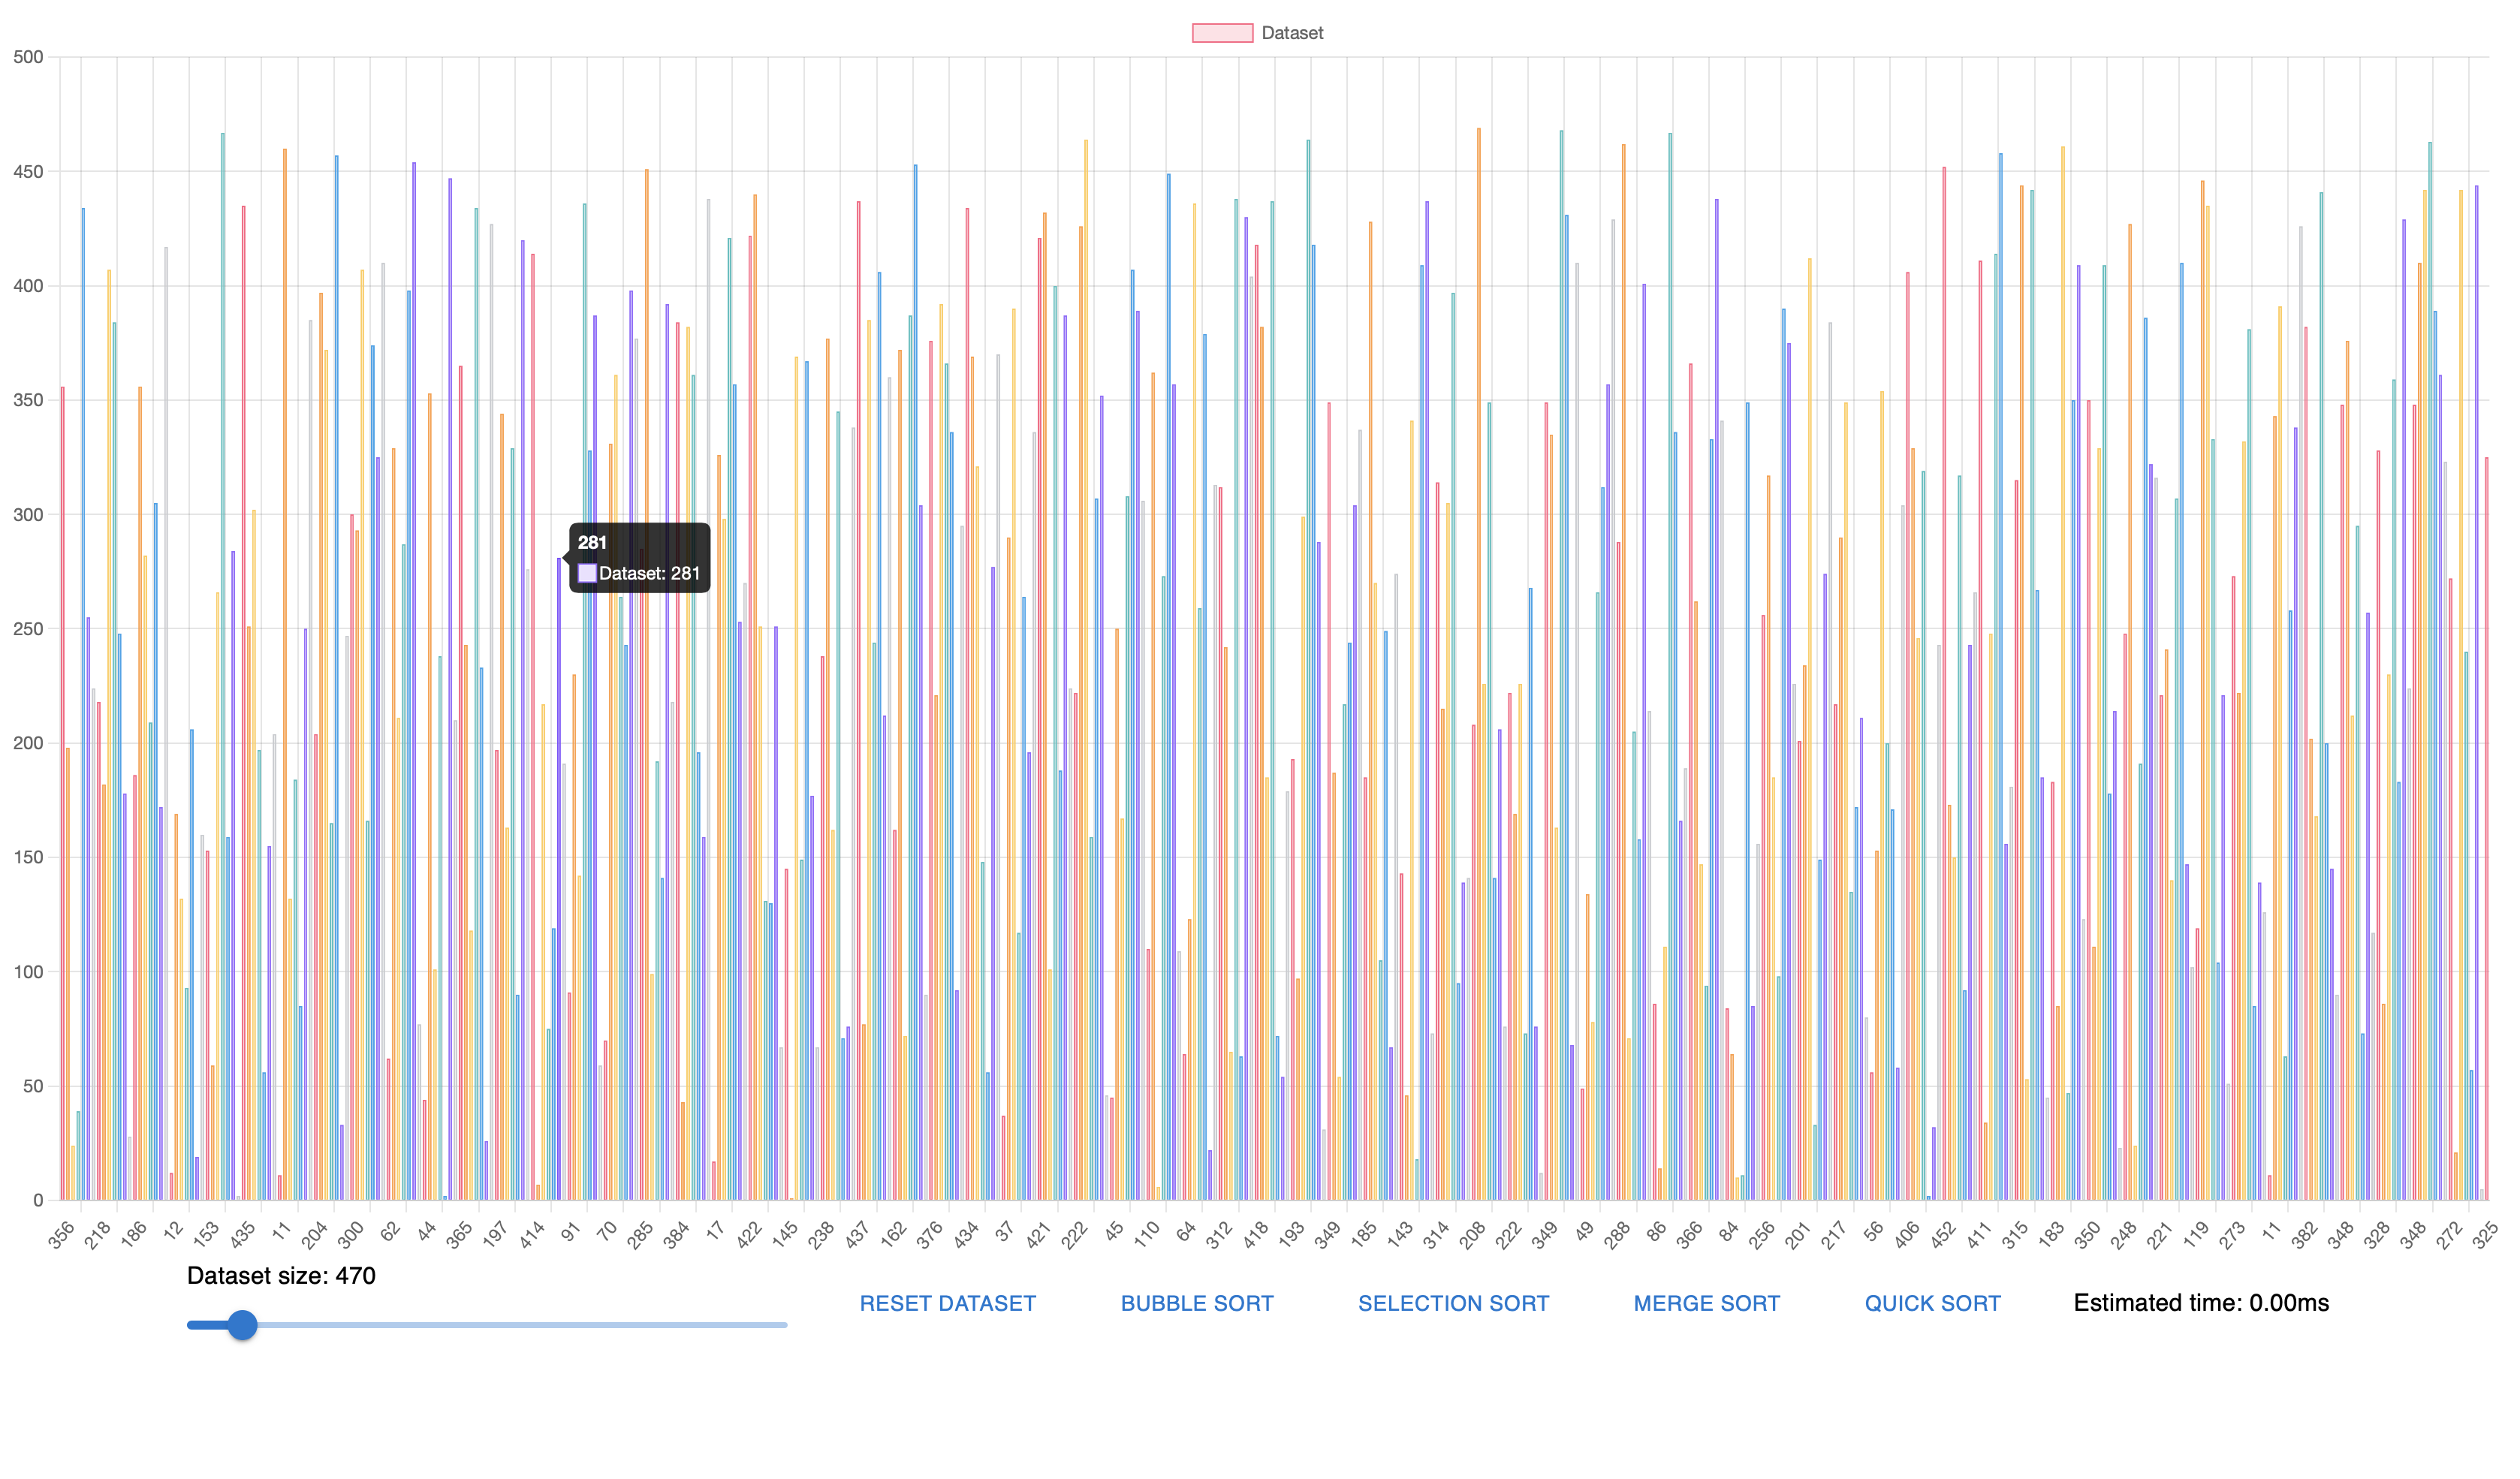 Dataset
500
450
400
350
300
250
200
150
100
50
0
281
Dataset: 281
356 218 186 12 153 435 11 204 300 62 44 365 197 414 91 70 285 384 17 422 145 238 437 162 376 434 37 421 222 45 110 64 312 418 193 349 185 143 314 208 222 349 49 288 86 366 84 256 201 217 56 406 452 411 315 183 350 248 221 119 273 11 382 348 328 348 272 325
Dataset size: 470
RESET DATASET BUBBLE SORT SELECTION SORT MERGE SORT QUICK SORT Estimated time: 0.00ms